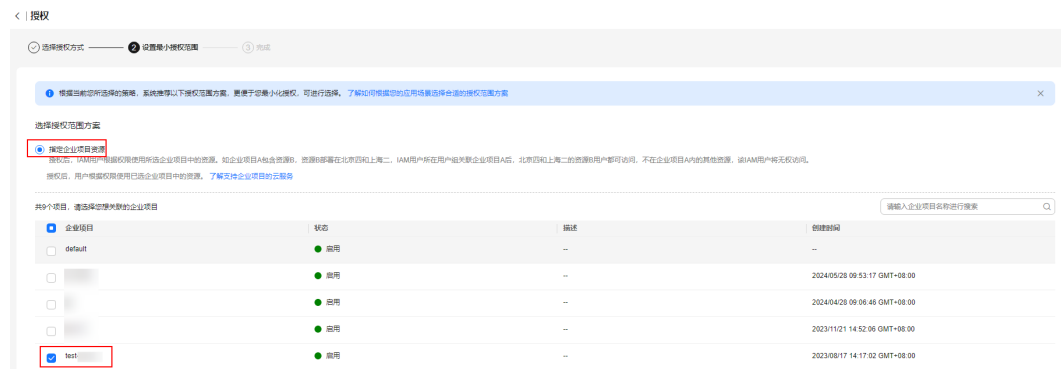 < | 授权
选择授权方式 2 设置最小授权范围 3 完成
根据当前您所选择的策略，系统推荐以下授权范围方案，更便于您最小化授权，可进行选择。 了解如何根据您的应用场景选择合适的授权范围方案 ×
选择授权范围方案
指定企业项目资源
授权后，IAM用户根据权限使用所选企业项目中的资源。如企业项目A包含资源B，资源B部署在北京四和上海二，IAM用户所在用户组关联企业项目A后，北京四和上海二的资源B用户都可访问，不在企业项目A内的其他资源，该IAM用户将无权访问。
授权后，用户根据权限使用已选企业项目中的资源。 了解支持企业项目的云服务
共9个项目，请选择您想关联的企业项目 请输入企业项目名称进行搜索
企业项目 状态 描述 创建时间
default 启用 -- --
启用 -- 2024/05/28 09:53:17 GMT+08:00
启用 -- 2024/04/28 09:06:46 GMT+08:00
启用 -- 2023/11/21 14:52:06 GMT+08:00
test 启用 -- 2023/08/17 14:17:02 GMT+08:00